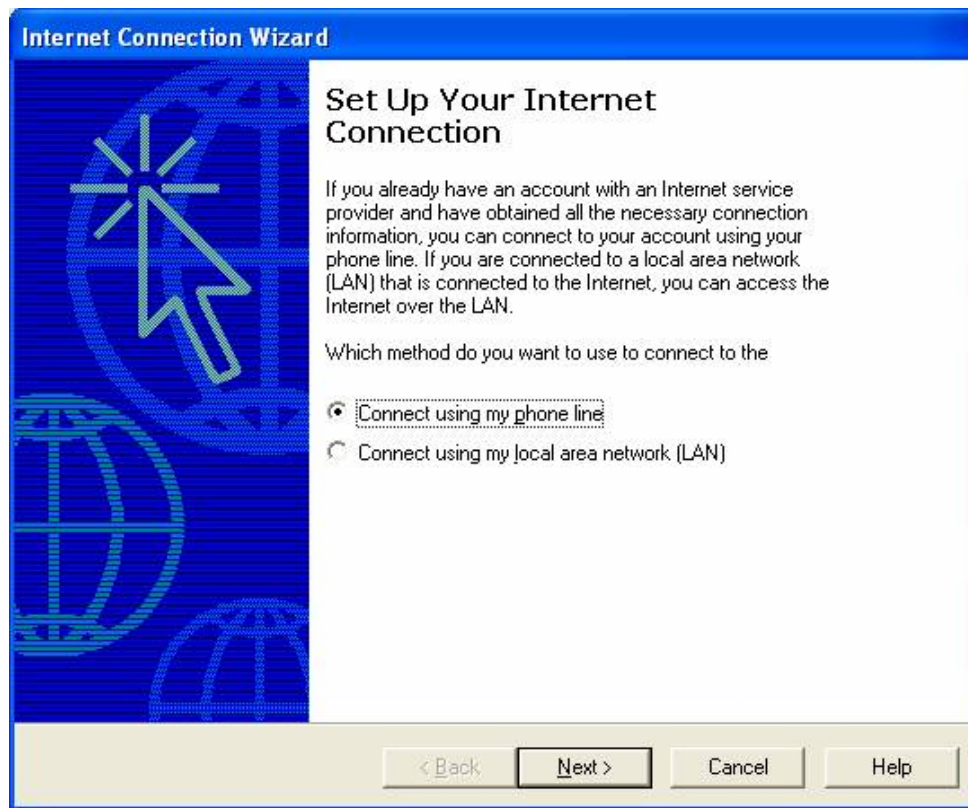 Internet Connection Wizard
Set Up Your Internet
Connection
If you already have an account with an Internet service
provider and have obtained all the necessary connection
information, you can connect to your account using your
phone line. If you are connected to a local area network
(LAN) that is connected to the Internet, you can access the
Internet over the LAN.
Which method do you want to use to connect to the
Connect using my phone line
Connect using my local area network (LAN)
< Back Next > Cancel Help